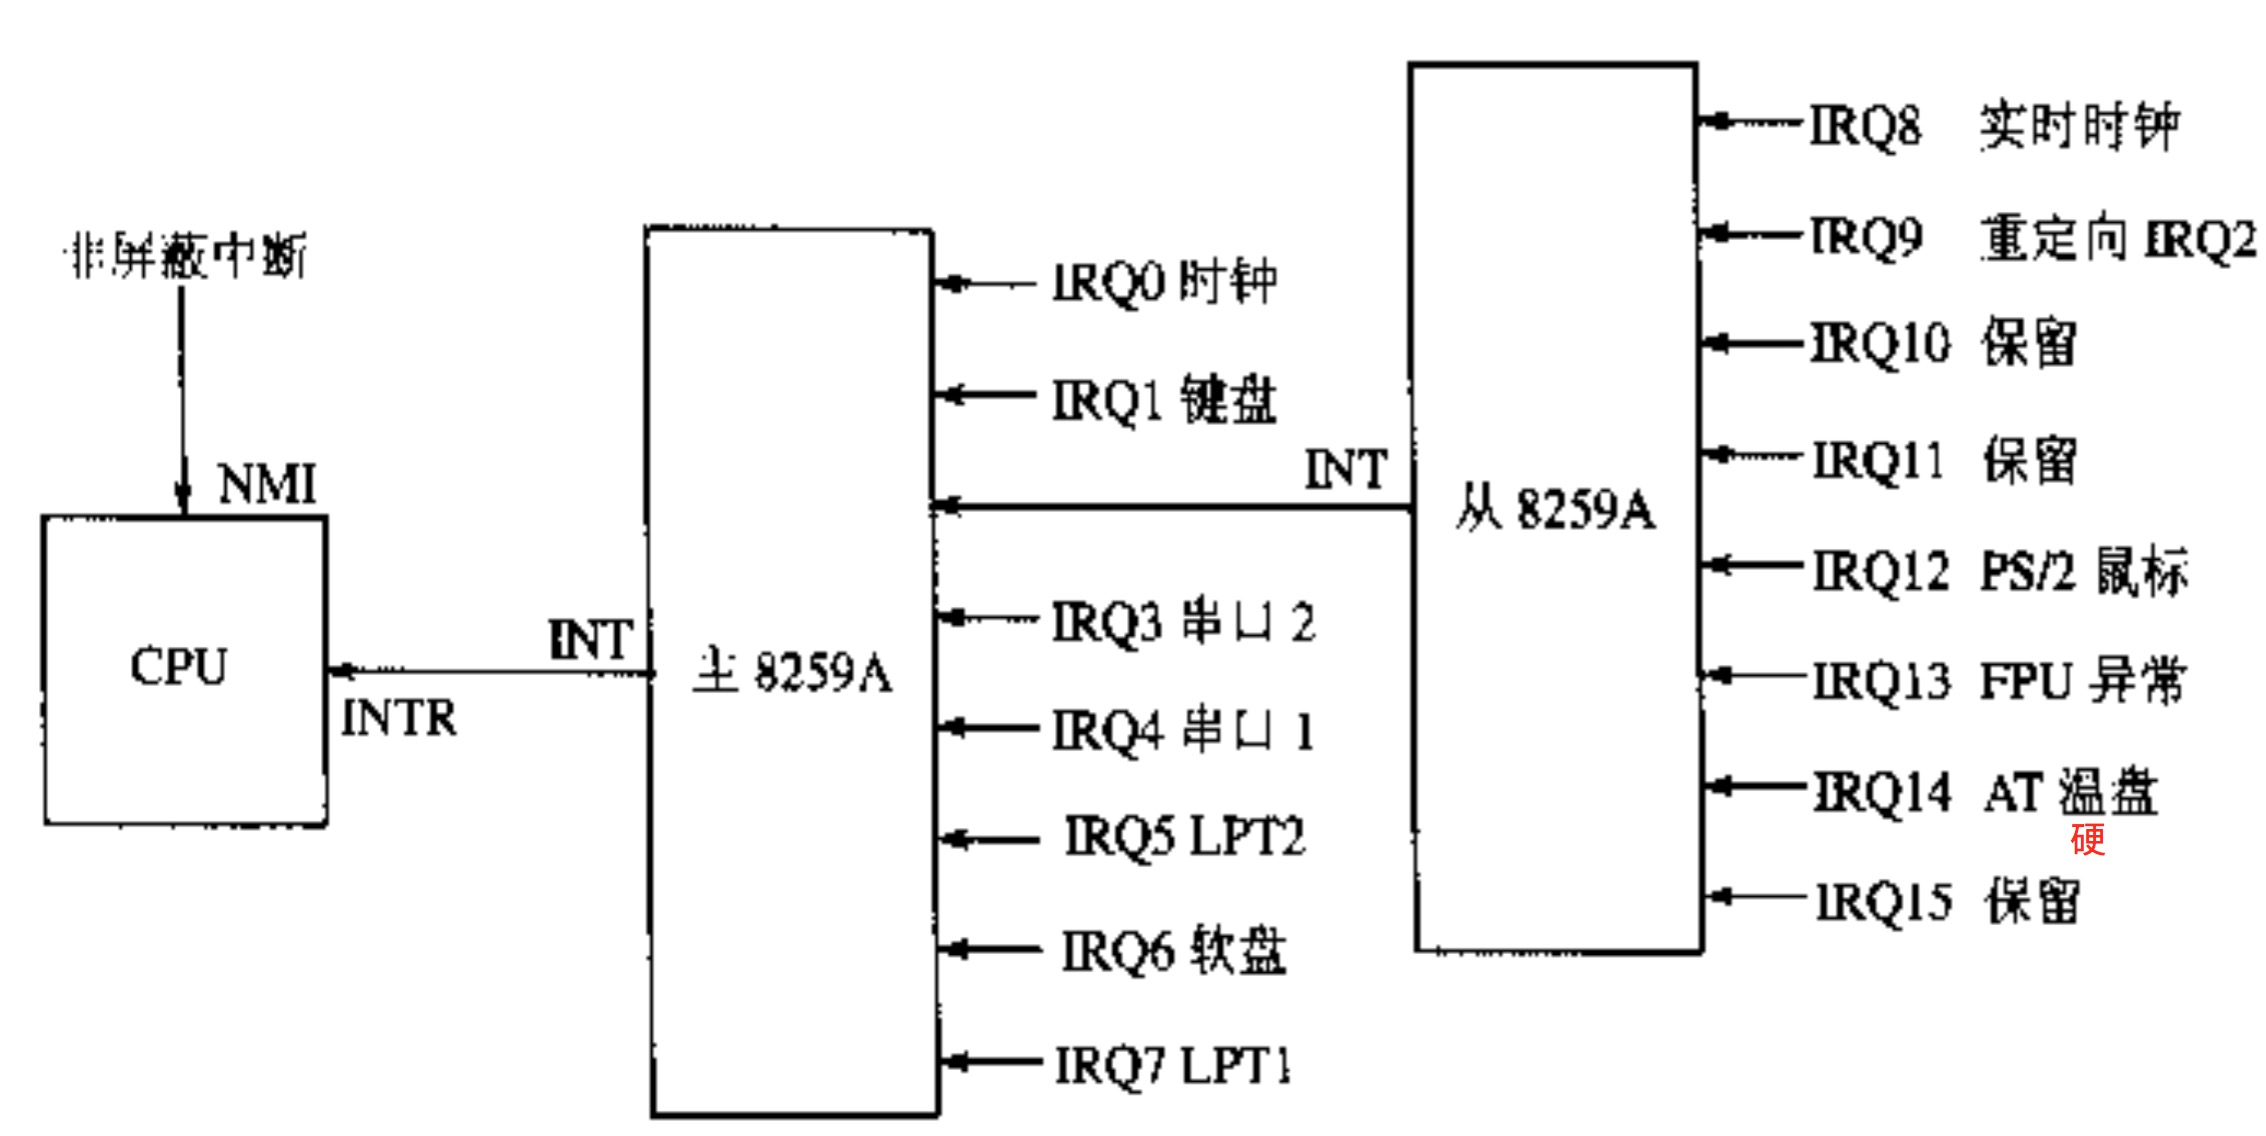 非屏蔽中断
NMI
CPU
INTR
INT
主 8259A
IRQ0 时钟
IRQ1 键盘
IRQ3 串口 2
IRQ4 串口 1
IRQ5 LPT2
IRQ6 软盘
IRQ7 LPT1
INT
从 8259A
IRQ8 实时时钟
IRQ9 重定向 IRQ2
IRQ10 保留
IRQ11 保留
IRQ12 PS/2 鼠标
IRQ13 FPU 异常
IRQ14 AT 温盘
硬
IRQ15 保留